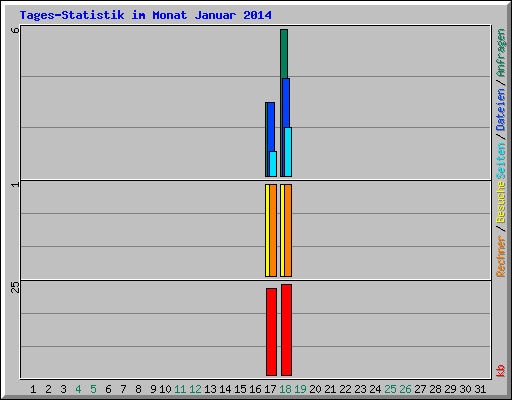 Tages-Statistik im Monat Januar 2014
6
1
25
Rechner / Besuche Seiten / Dateien / Anfragen
kb
1 2 3 4 5 6 7 8 9 10 11 12 13 14 15 16 17 18 19 20 21 22 23 24 25 26 27 28 29 30 31